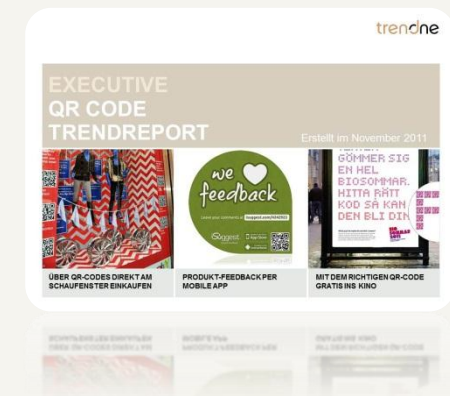 trendne
EXECUTIVE
QR CODE
TRENDREPORT
Erstellt im November 2011
we
feedback
GÖMMER SIG
EN HEL
BIOSOMMAR.
HITTA RÄTT
KOD SÅ KAN
DEN BLI DIN
ÜBER QR-CODES DIREKT AM
SCHAUFENSTER EINKAUFEN
PRODUKT-FEEDBACK PER
MOBILE APP
MIT DEM RICHTIGEN QR-CODE
GRATIS INS KINO